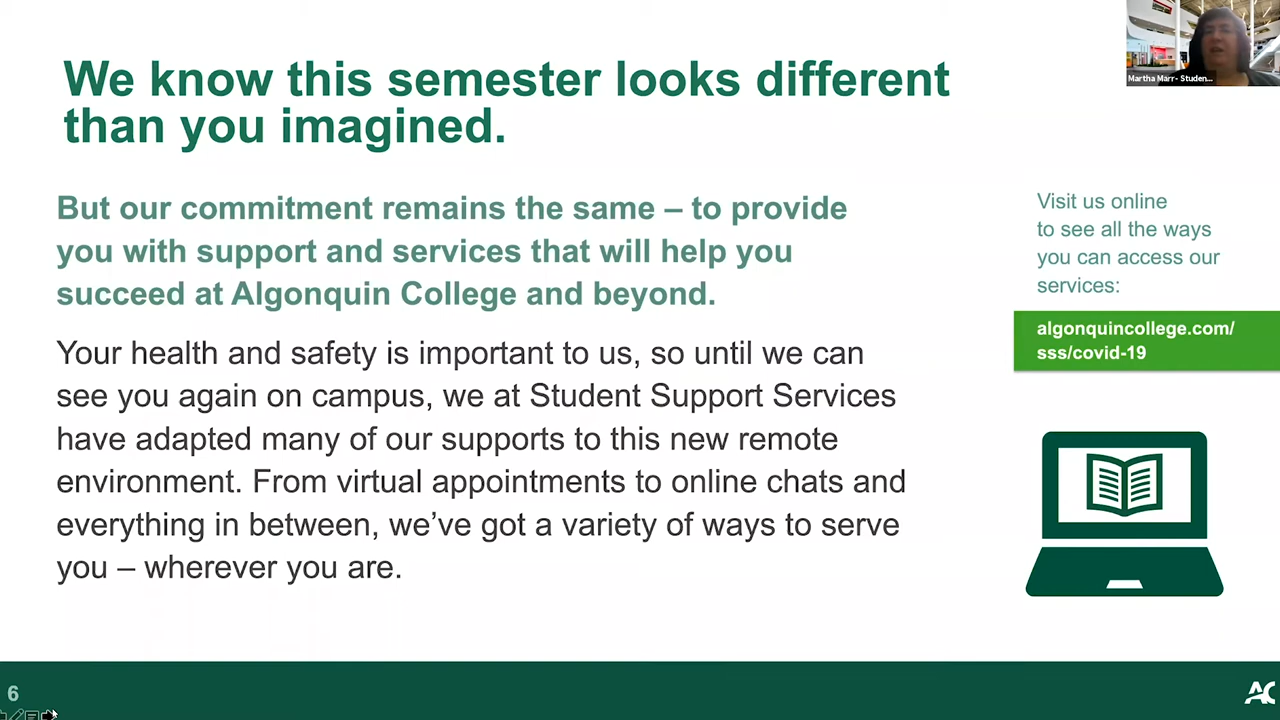 We know this semester looks different
than you imagined.
But our commitment remains the same – to provide
you with support and services that will help you
succeed at Algonquin College and beyond.
Your health and safety is important to us, so until we can
see you again on campus, we at Student Support Services
have adapted many of our supports to this new remote
environment. From virtual appointments to online chats and
everything in between, we’ve got a variety of ways to serve
you – wherever you are.
Martha Marr- Studen...
Visit us online
to see all the ways
you can access our
services:
algonquincollege.com/
sss/covid-19
6
AC